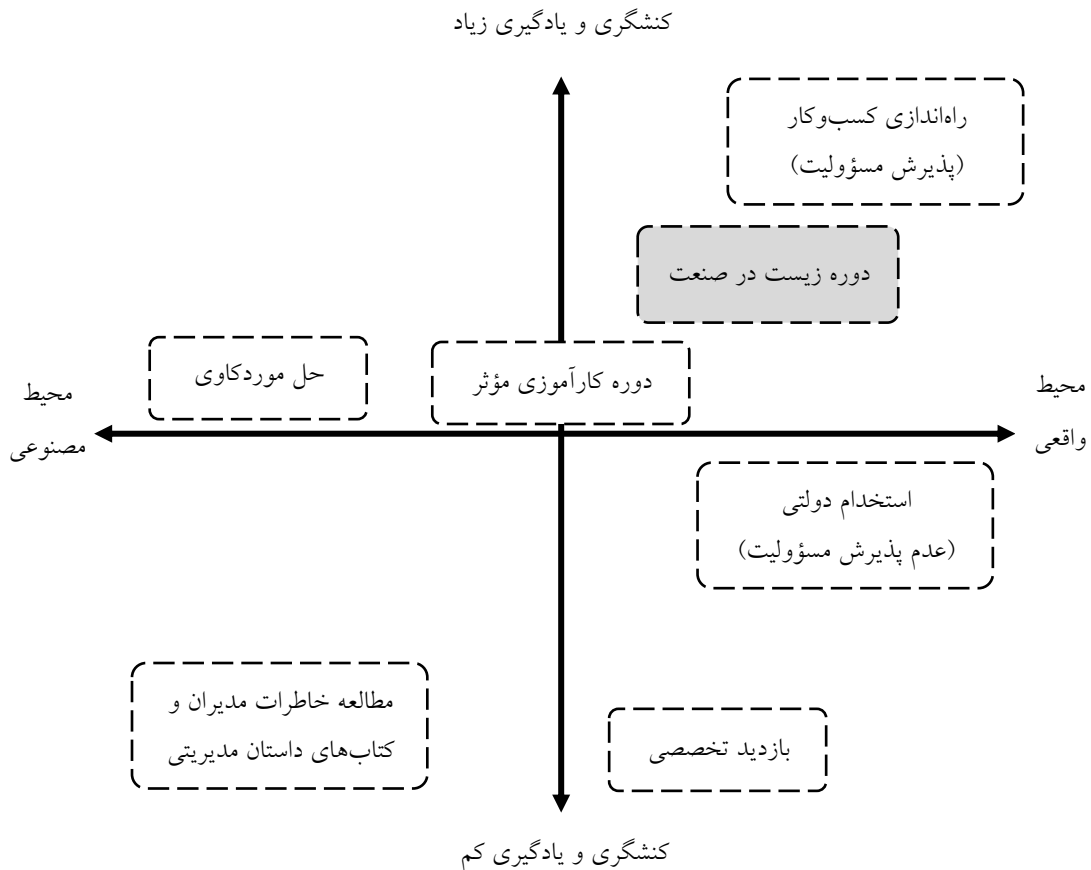 کنشگری و یادگیری زیاد
راه‌اندازی کسب‌وکار
(پذیرش مسؤولیت)
دوره زیست در صنعت
دوره کارآموزی مؤثر
حل موردکاوی
محیط
واقعی
محیط
مصنوعی
استخدام دولتی
(عدم پذیرش مسؤولیت)
مطالعه خاطرات مدیران و
کتاب‌های داستان مدیریتی
بازدید تخصصی
کنشگری و یادگیری کم